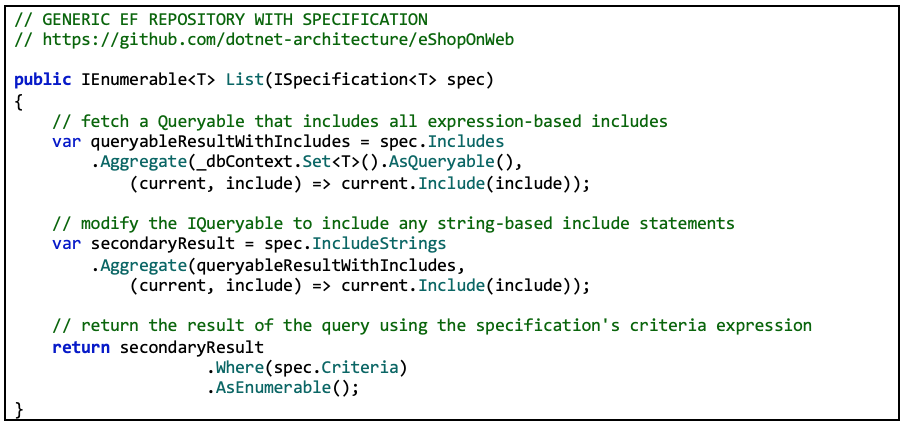 // GENERIC EF REPOSITORY WITH SPECIFICATION
// https://github.com/dotnet-architecture/eShopOnWeb

public IEnumerable<T> List(ISpecification<T> spec)
{
    // fetch a Queryable that includes all expression-based includes
    var queryableResultWithIncludes = spec.Includes
        .Aggregate(_dbContext.Set<T>().AsQueryable(),
            (current, include) => current.Include(include));

    // modify the IQueryable to include any string-based include statements
    var secondaryResult = spec.IncludeStrings
        .Aggregate(queryableResultWithIncludes,
            (current, include) => current.Include(include));

    // return the result of the query using the specification's criteria expression
    return secondaryResult
                    .Where(spec.Criteria)
                    .AsEnumerable();
}